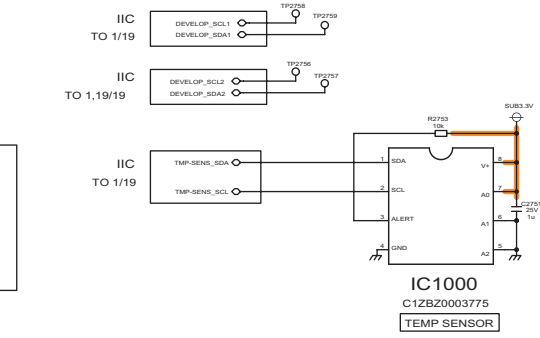 TP2758
TP2759
IIC
DEVELOP_SCL1
DEVELOP_SDA1
TO 1/19
TP2756
TP2757
IIC
DEVELOP_SCL2
TO 1,19/19
DEVELOP_SDA2
SUB3.3V
R2753
10k
IIC
TMP-SENS_SDA
1
SDA
V+
8
TO 1/19
TMP-SENS_SCL
2
SCL
A0
7
C2751
25V
1u
3
ALERT
A1
6
4
GND
A2
5
IC1000
C1ZBZ0003775
TEMP SENSOR